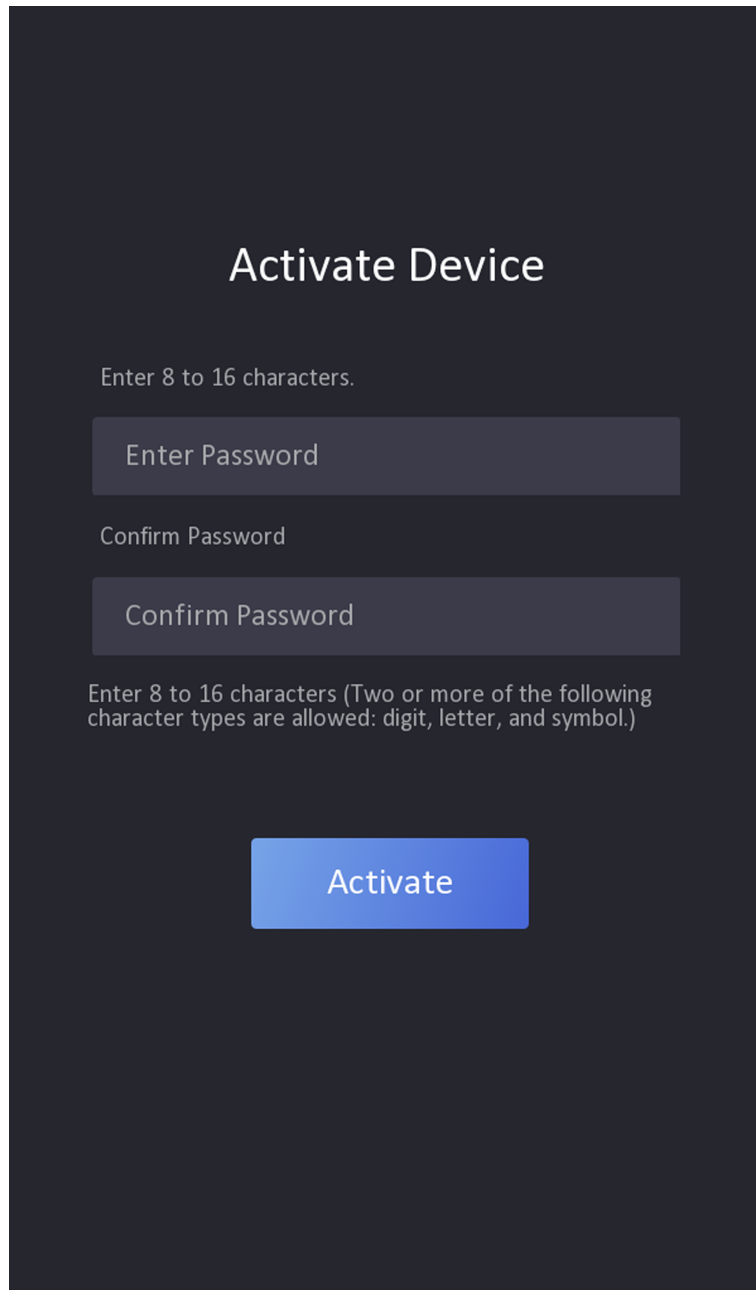 Activate Device
Enter 8 to 16 characters.
Enter Password
Confirm Password
Confirm Password
Enter 8 to 16 characters (Two or more of the following
character types are allowed: digit, letter, and symbol.)
Activate